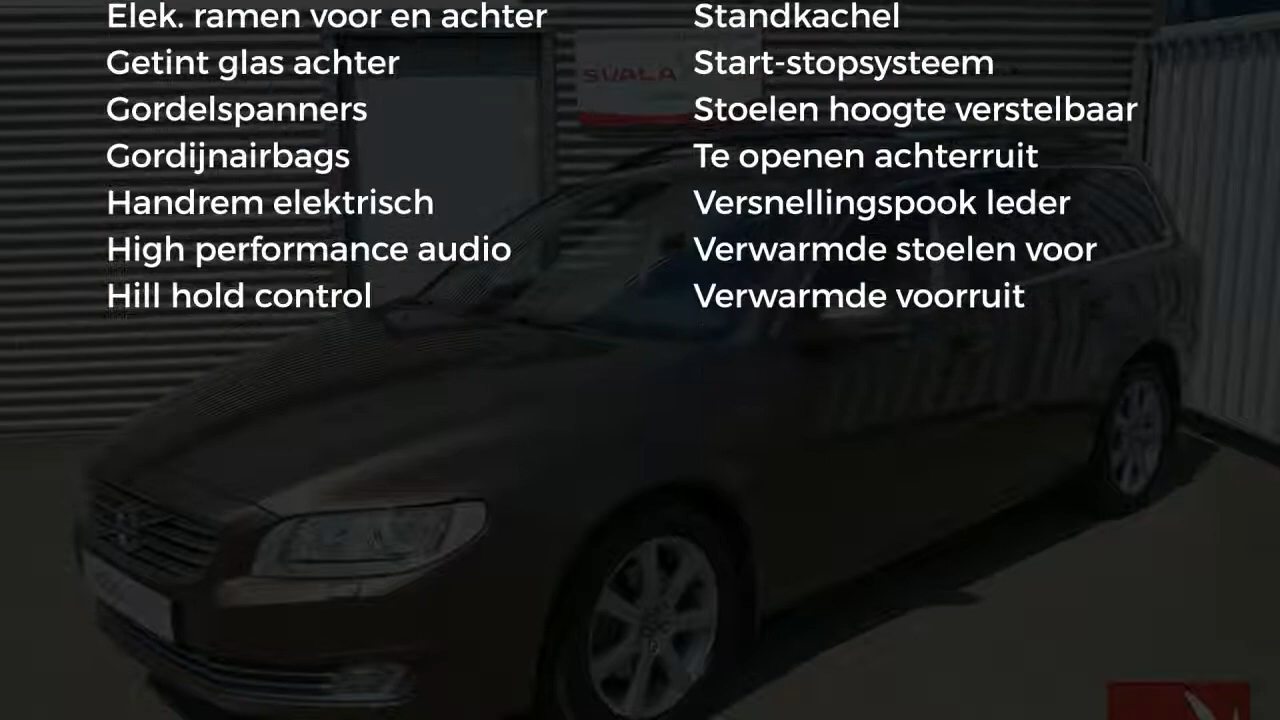 Elek. ramen voor en achter
Getint glas achter
Gordelspanners
Gordijnairbags
Handrem elektrisch
High performance audio
Hill hold control
Standkachel
Start-stopsysteem
Stoelen hoogte verstelbaar
Te openen achterruit
Versnellingspook leder
Verwarmde stoelen voor
Verwarmde voorruit
SVALA